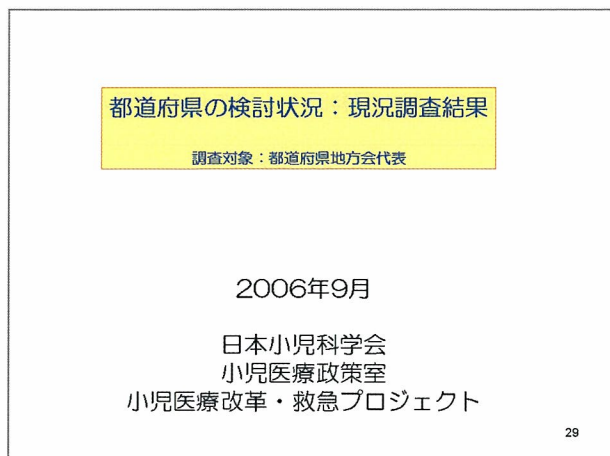 都道府県の検討状況：現況調査結果
調査対象：都道府県地方会代表
2006年9月
日本小児科学会
小児医療政策室
小児医療改革・救急プロジェクト
29